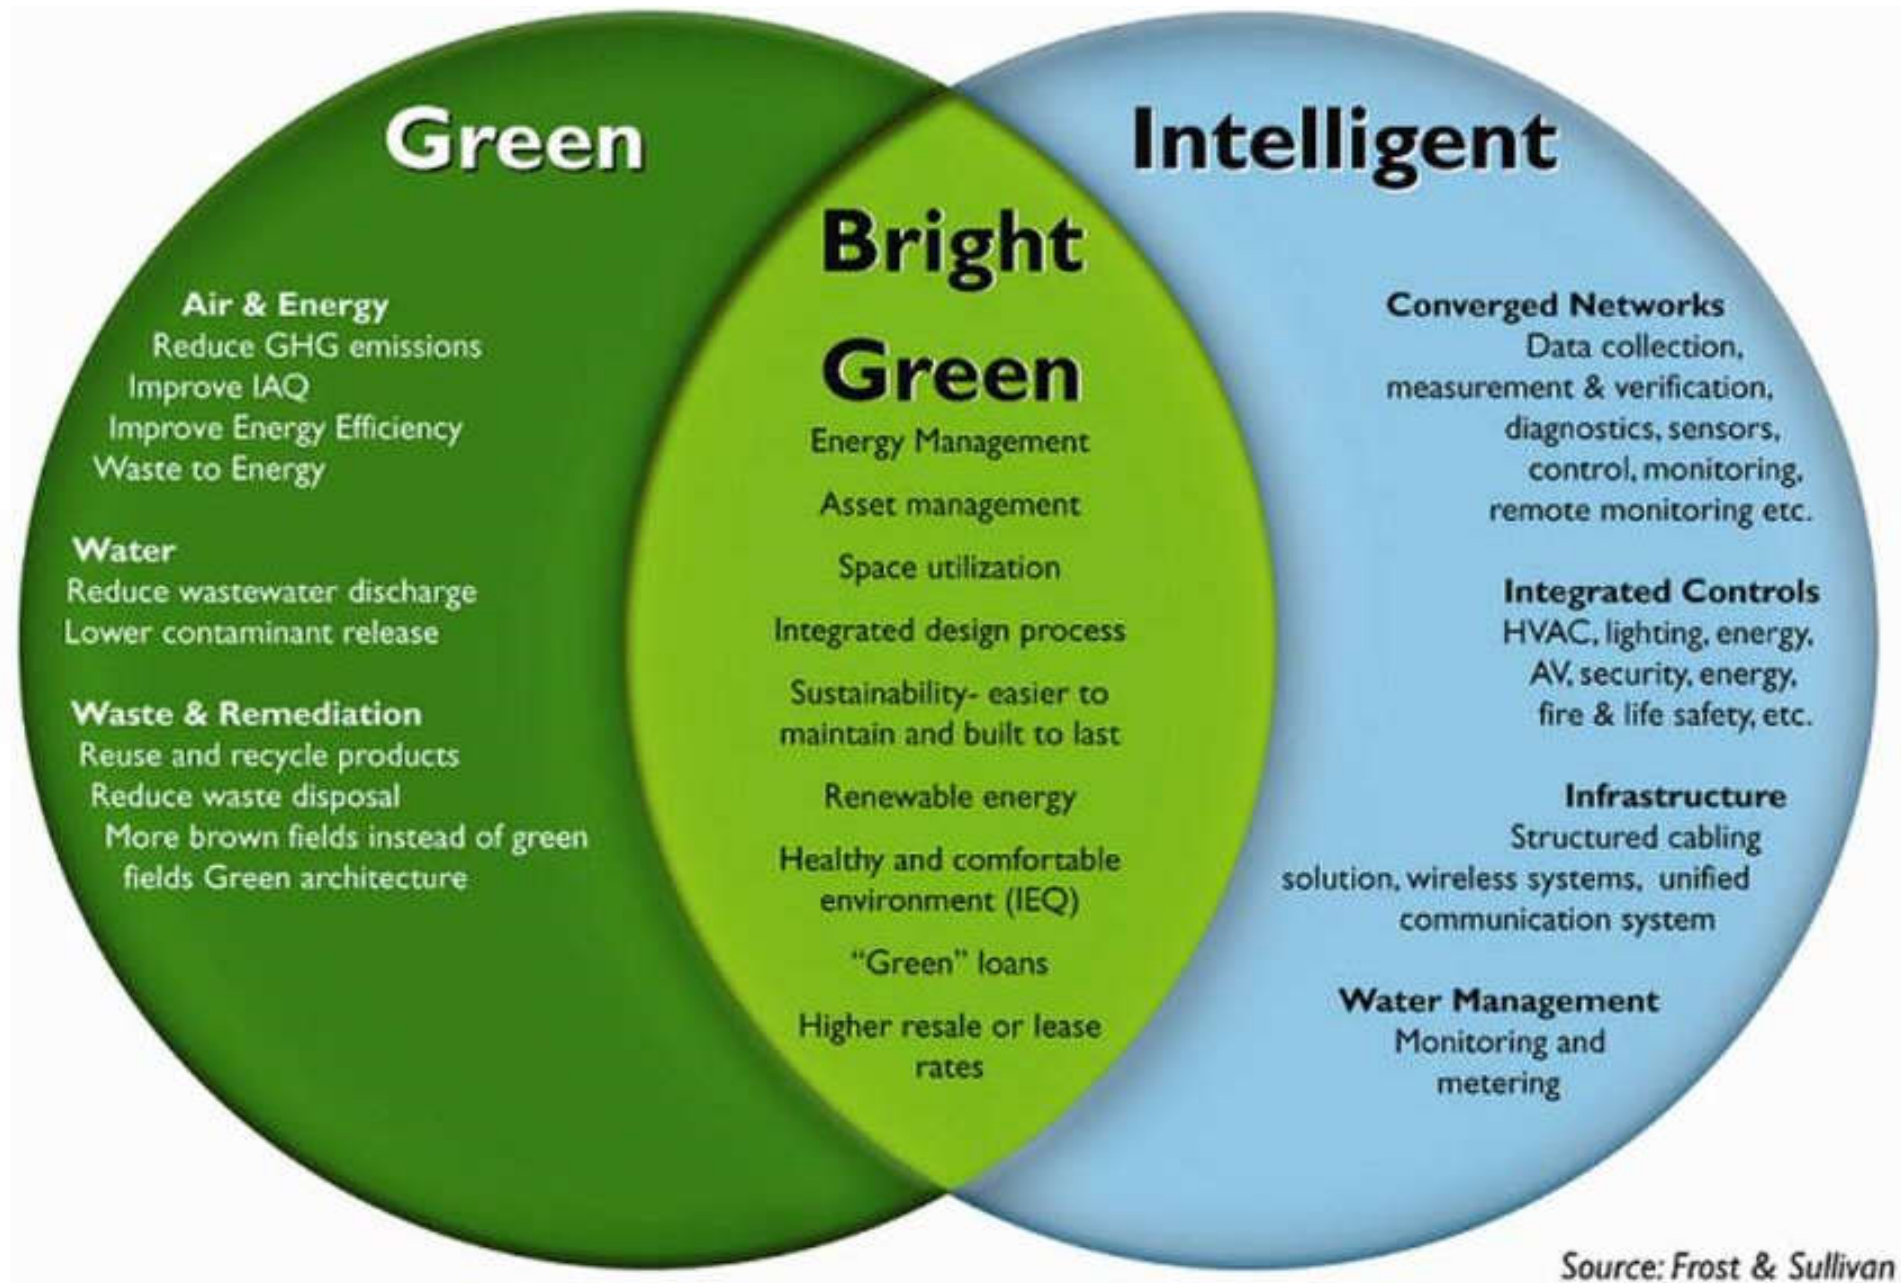 Green
Air & Energy
Reduce GHG emissions
Improve IAQ
Improve Energy Efficiency
Waste to Energy
Water
Reduce wastewater discharge
Lower contaminant release
Waste & Remediation
Reuse and recycle products
Reduce waste disposal
More brown fields instead of green
fields Green architecture
Bright
Green
Energy Management
Asset management
Space utilization
Integrated design process
Sustainability- easier to
maintain and built to last
Renewable energy
Healthy and comfortable
environment (IEQ)
“Green” loans
Higher resale or lease
rates
Intelligent
Converged Networks
Data collection,
measurement & verification,
diagnostics, sensors,
control, monitoring,
remote monitoring etc.
Integrated Controls
HVAC, lighting, energy,
AV, security, energy,
fire & life safety, etc.
Infrastructure
Structured cabling
solution, wireless systems, unified
communication system
Water Management
Monitoring and
metering
Source: Frost & Sullivan